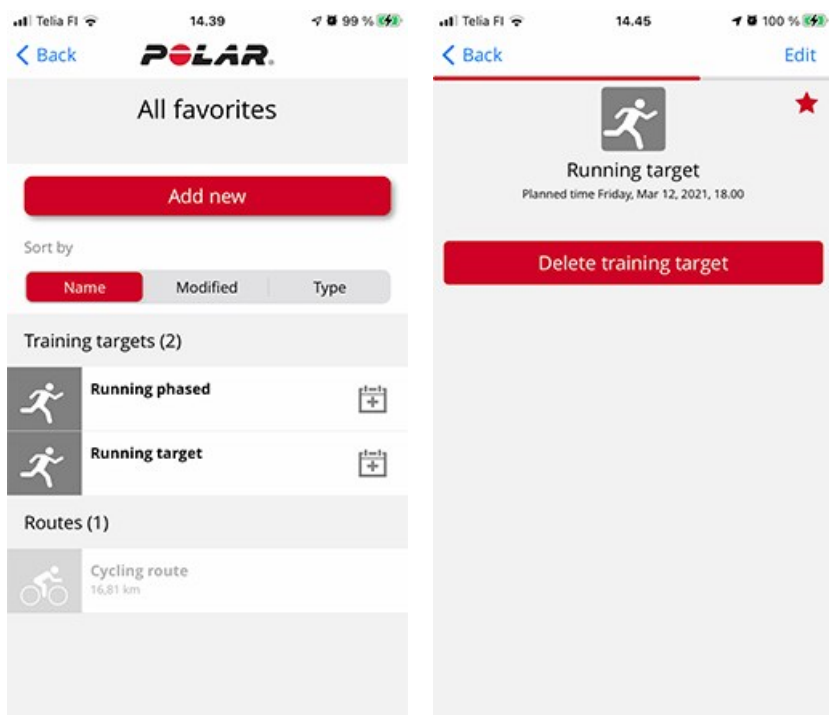 Telia FI 14.39 99 %
Back POLAR.
All favorites
Add new
Sort by
Name Modified Type
Training targets (2)
Running phased
Running target
Routes (1)
Cycling route
16,81 km
Telia FI 14.45 100 %
Back Edit
Running target
Planned time Friday, Mar 12, 2021, 18.00
Delete training target